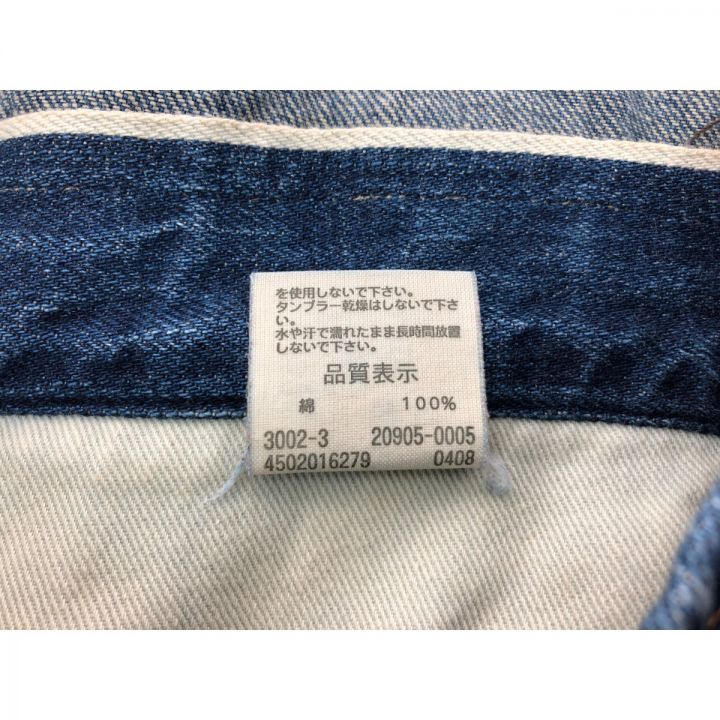 を使用しないで下さい。
タンブラー乾燥はしないで下さ
い。
水や汗で濡れたまま長時間放置
しないで下さい。
品質表示
綿 100%
3002-3 20905-0005
4502016279 0408